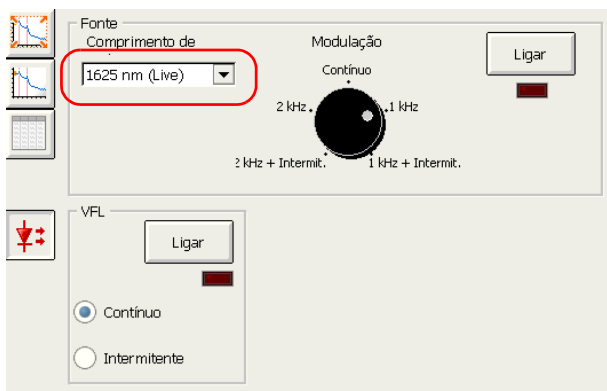 Fonte
Comprimento de
1625 nm (Live)
Modulação
Contínuo
2 kHz
1 kHz
2 kHz + Intermit.
1 kHz + Intermit.
Ligar
VFL
Ligar
Contínuo
Intermitente